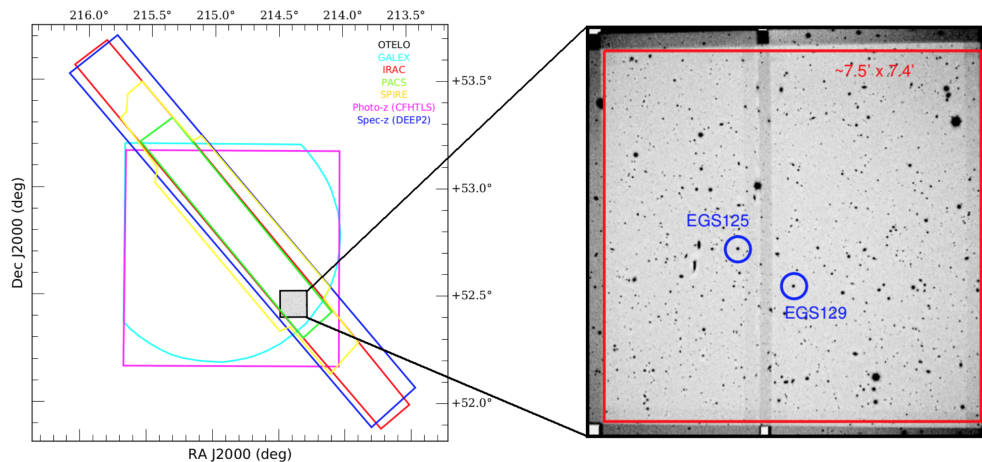 216.0° 215.5° 215.0° 214.5° 214.0° 213.5°
OTELO
GALEX
IRAC
PACS
SPIRE
Photo-z (CFHTLS)
Spec-z (DEEP2)
+53.5°
+53.0°
+52.5°
+52.0°
Dec J2000 (deg)
RA J2000 (deg)
~7.5' x 7.4'
EGS125
EGS129